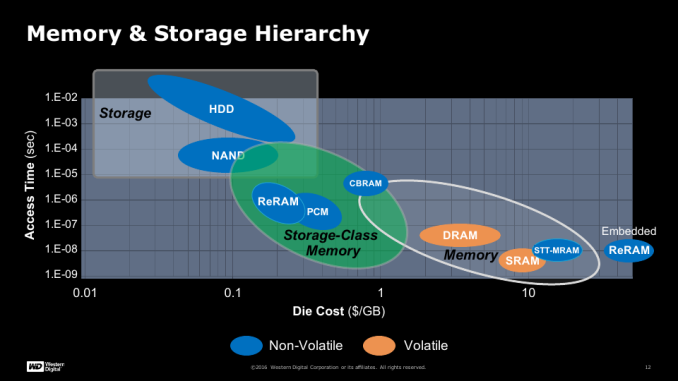 Memory & Storage Hierarchy
Access Time (sec)
1.E-02
1.E-03
1.E-04
1.E-05
1.E-06
1.E-07
1.E-08
1.E-09
Storage
HDD
NAND
CBRAM
ReRAM
PCM
Storage-Class
Memory
DRAM
Memory
SRAM
STT-MRAM
Embedded
ReRAM
0.01
0.1
1
10
Die Cost ($/GB)
Non-Volatile
Volatile
WD Western
Digital
©2016 Western Digital Corporation or its affiliates. All rights reserved.
12